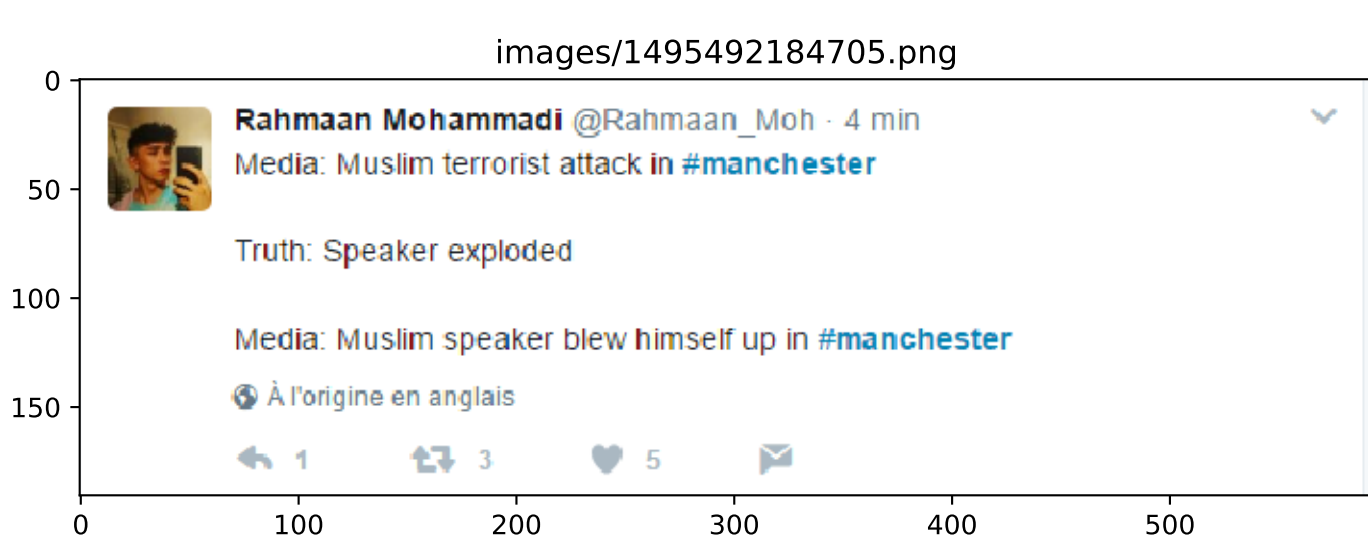 images/1495492184705.png
0
50
100
150
Rahmaan Mohammadi @Rahmaan_Moh · 4 min
Media: Muslim terrorist attack in #manchester
Truth: Speaker exploded
Media: Muslim speaker blew himself up in #manchester
À l'origine en anglais
1 3 5
0 100 200 300 400 500